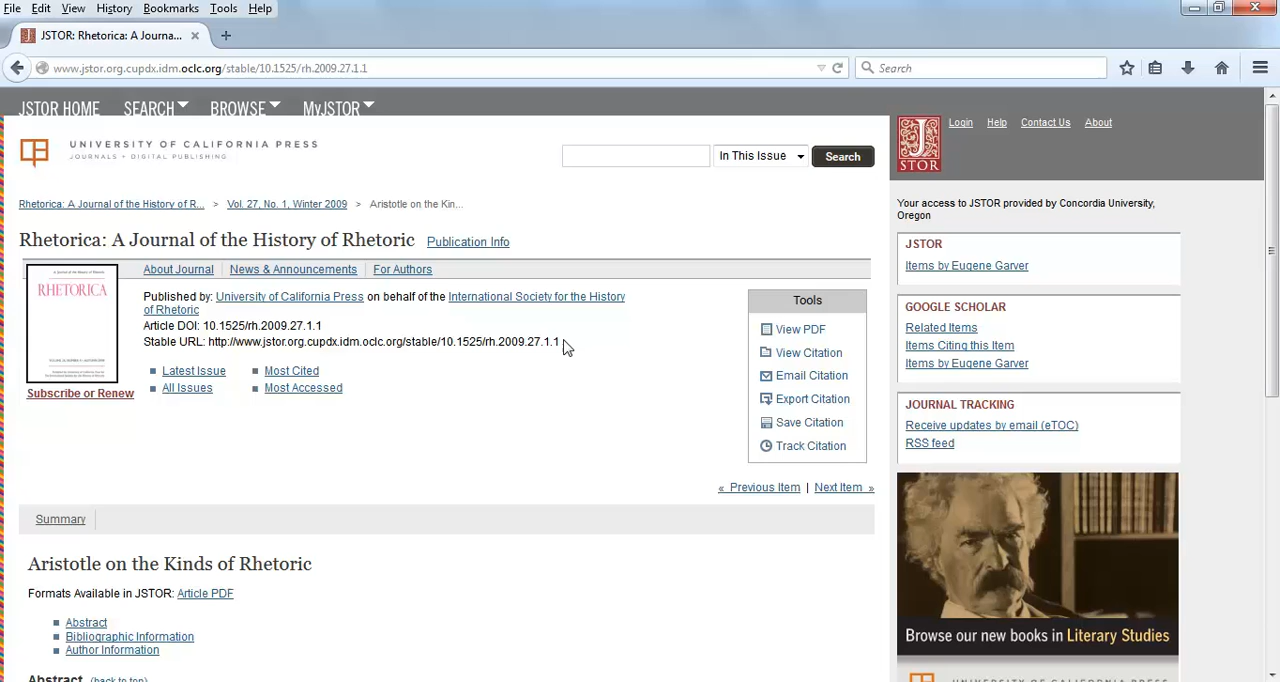 File Edit View History Bookmarks Tools Help
JSTOR: Rhetorica: A Journa...
www.jstor.org.cupdx.idm.oclc.org/stable/10.1525/rh.2009.27.1.1
Search
JSTOR HOME SEARCH BROWSE MyJSTOR
UNIVERSITY OF CALIFORNIA PRESS
JOURNALS + DIGITAL PUBLISHING
In This Issue Search
JSTOR
Login Help Contact Us About
Rhetorica: A Journal of the History of R... > Vol. 27, No. 1, Winter 2009 > Aristotle on the Kin...
Your access to JSTOR provided by Concordia University,
Oregon
Rhetorica: A Journal of the History of Rhetoric Publication Info
About Journal News & Announcements For Authors
RHETORICA
Published by: University of California Press on behalf of the International Society for the History
of Rhetoric
Article DOI: 10.1525/rh.2009.27.1.1
Stable URL: http://www.jstor.org.cupdx.idm.oclc.org/stable/10.1525/rh.2009.27.1.1
Latest Issue Most Cited
All Issues Most Accessed
Subscribe or Renew
Tools
View PDF
View Citation
Email Citation
Export Citation
Save Citation
Track Citation
« Previous Item | Next Item »
JSTOR
Items by Eugene Garver
GOOGLE SCHOLAR
Related Items
Items Citing this Item
Items by Eugene Garver
JOURNAL TRACKING
Receive updates by email (eTOC)
RSS feed
Summary
Aristotle on the Kinds of Rhetoric
Formats Available in JSTOR: Article PDF
Abstract
Bibliographic Information
Author Information
Abstract (back to top)
Browse our new books in Literary Studies
UNIVERSITY OF CALIFORNIA PRESS